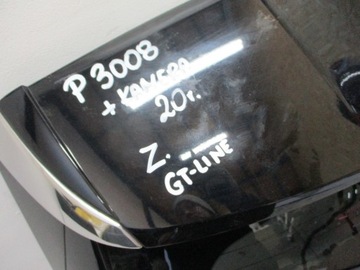 P 3008
+ KAMERA
20r.
Z.
GT-LINE